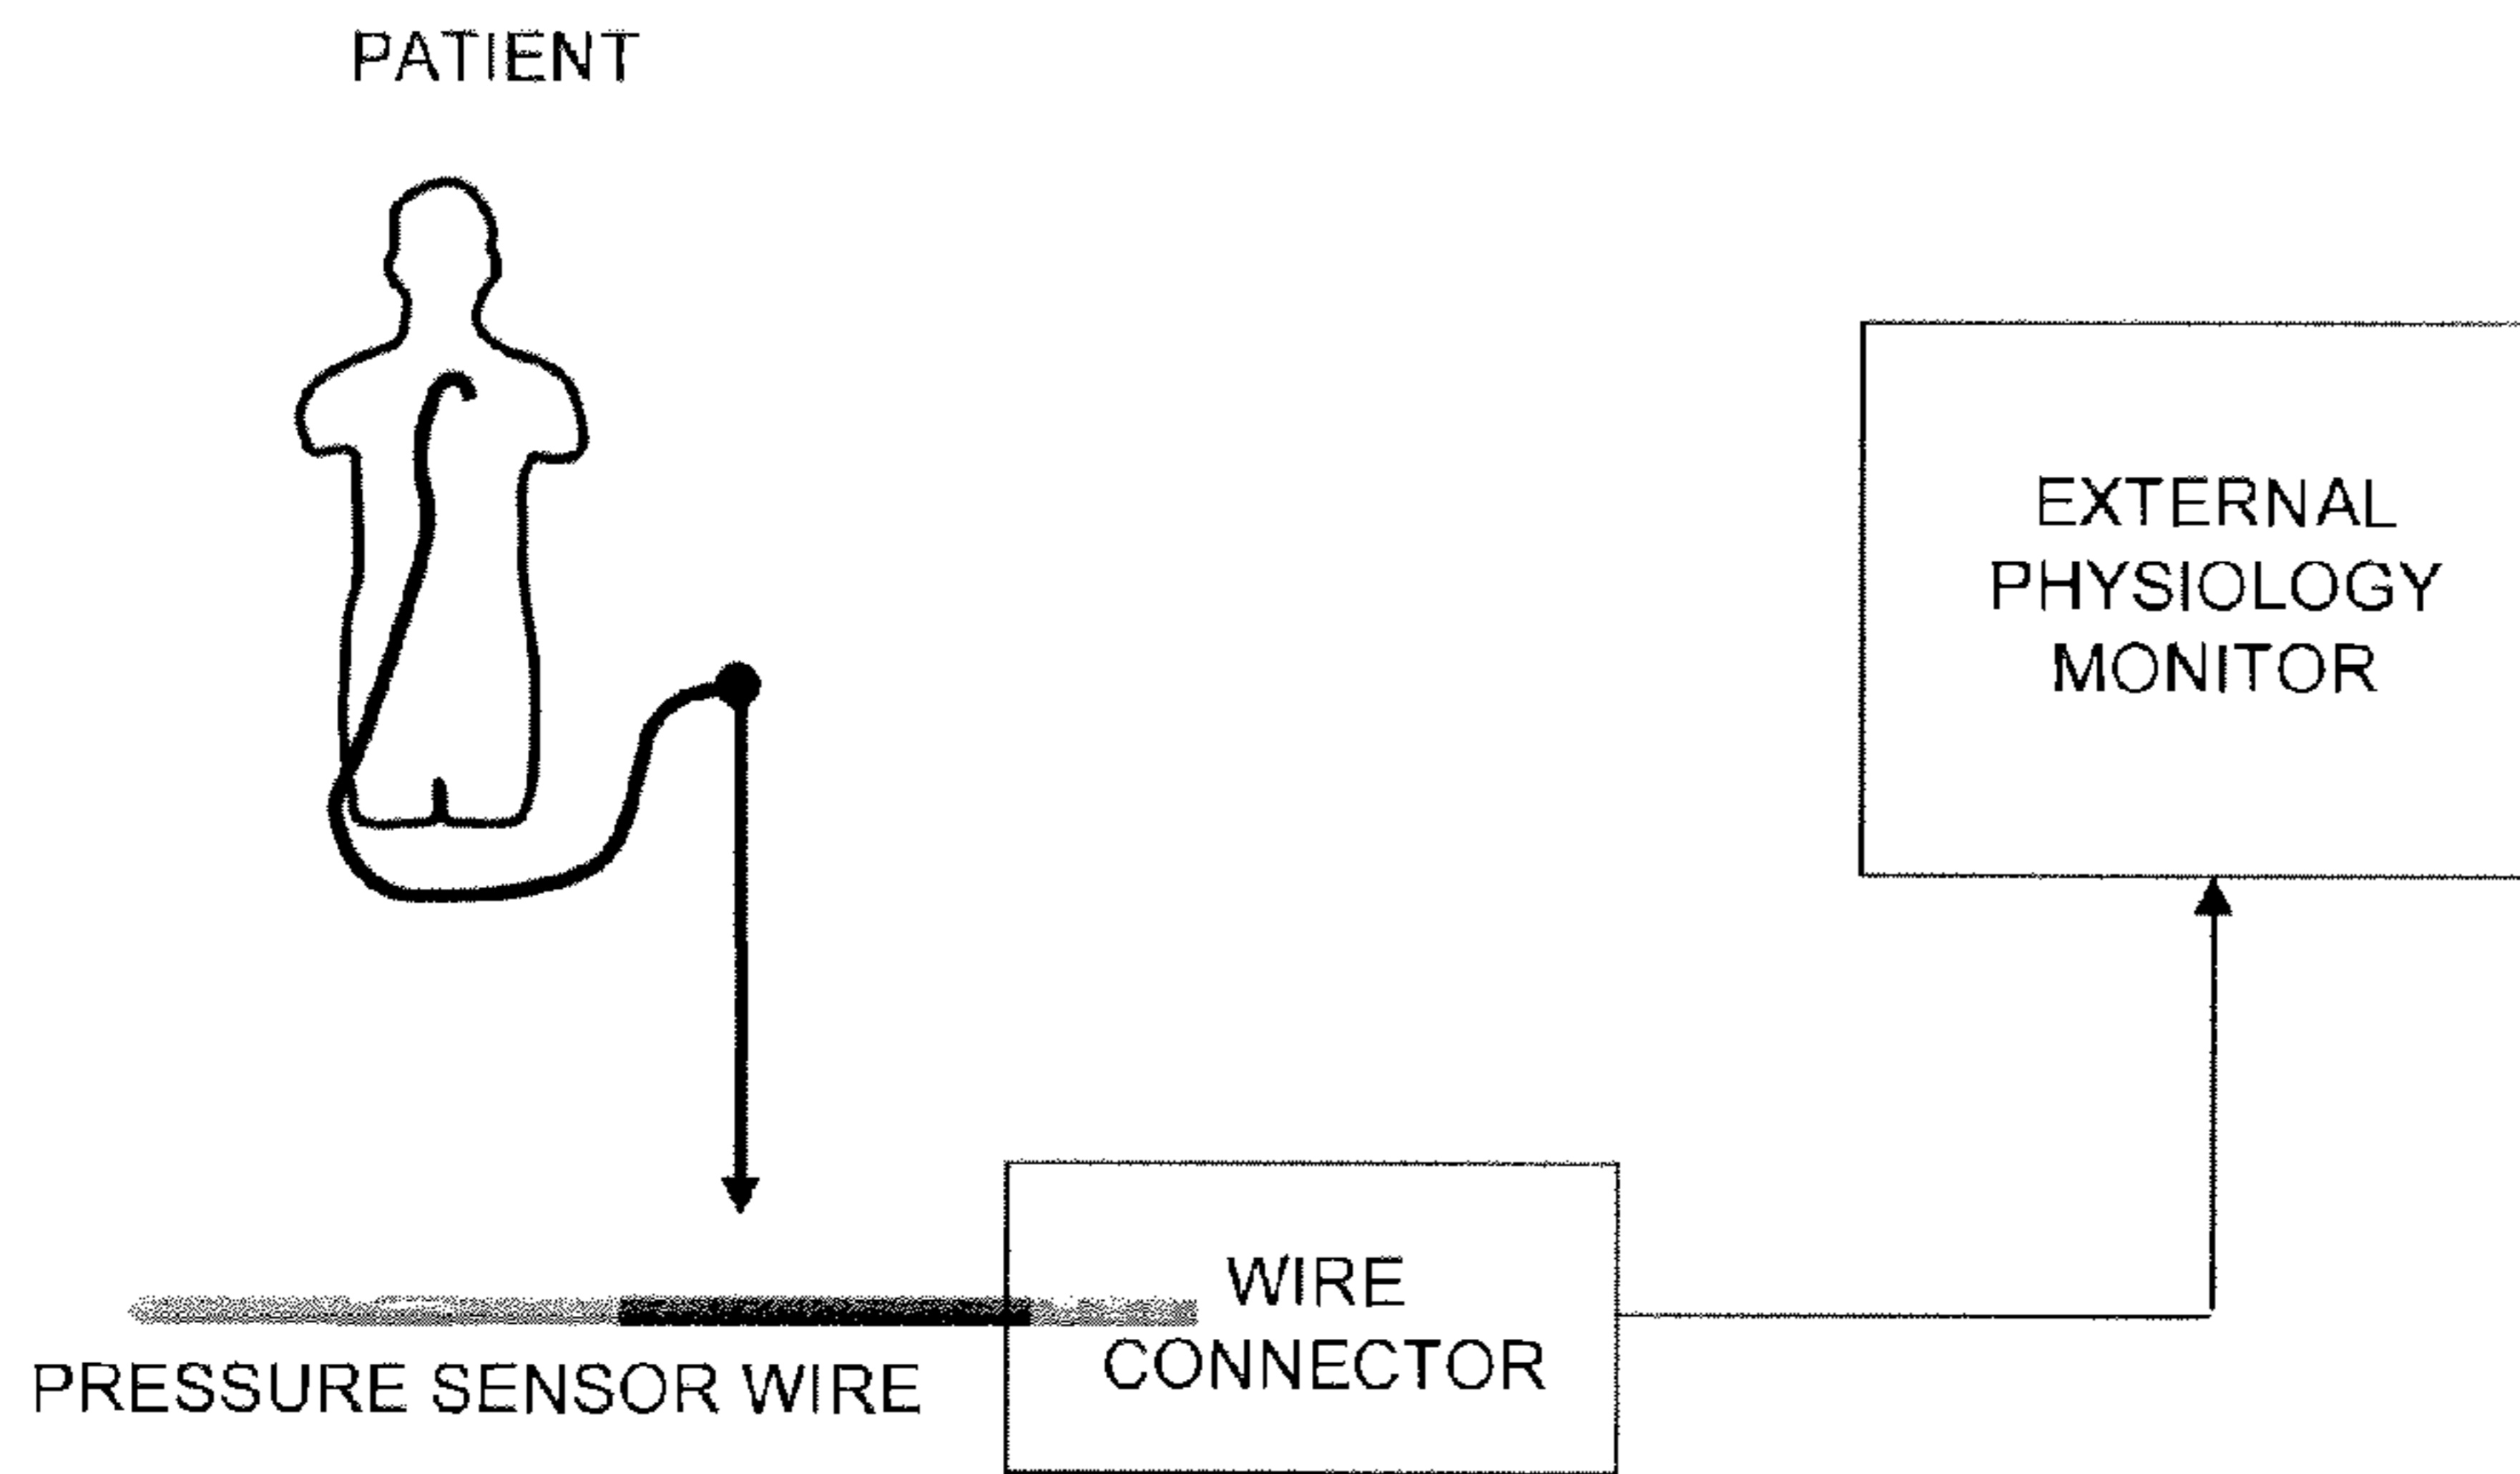 PATIENT
EXTERNAL
PHYSIOLOGY
MONITOR
WIRE
CONNECTOR
PRESSURE SENSOR WIRE